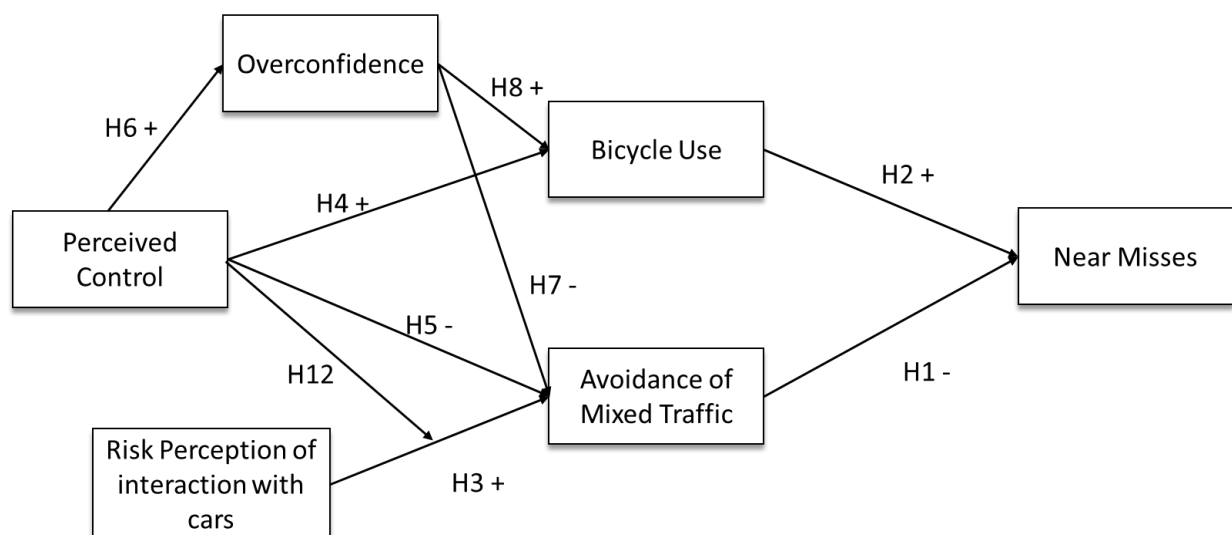 Overconfidence
H8 +
H6 +
Bicycle Use
H2 +
H4 +
Perceived
Control
Near Misses
H7 -
H5 -
H12
Avoidance of
Mixed Traffic
H1 -
Risk Perception of
interaction with
cars
H3 +